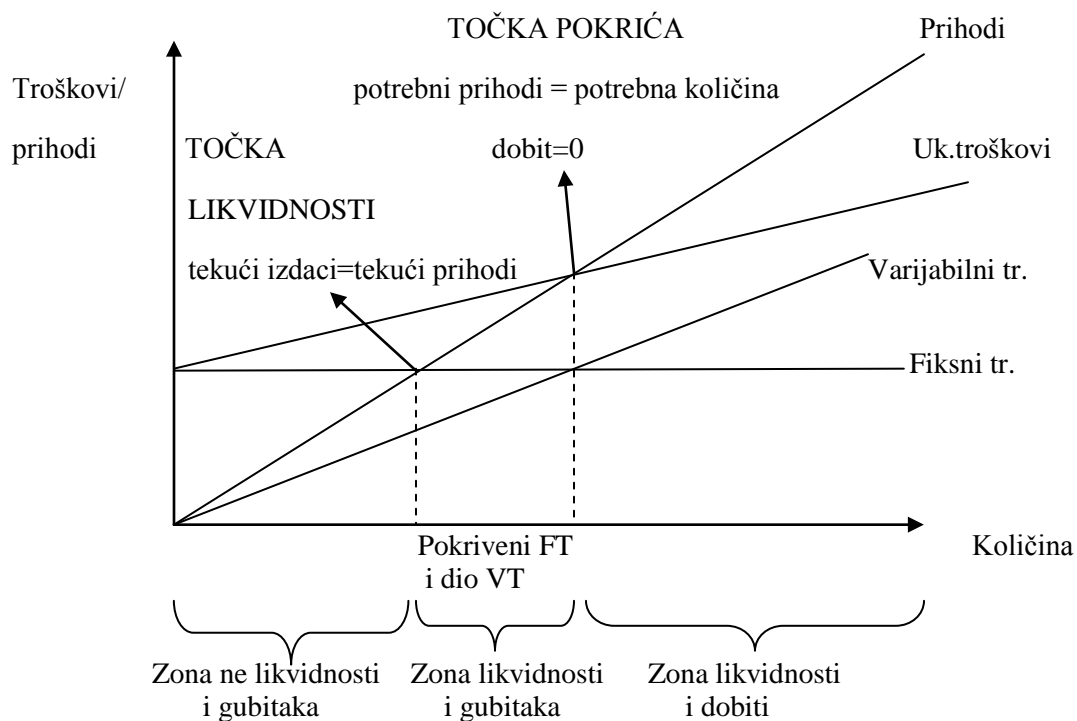 TOČKA POKRIĆA
Prihodi
Troškovi/
prihodi
potrebni prihodi = potrebna količina
TOČKA
LIKVIDNOSTI
dobit=0
Uk.troškovi
tekući izdaci=tekući prihodi
Varijabilni tr.
Fiksni tr.
Pokriveni FT
i dio VT
Količina
Zona ne likvidnosti
i gubitaka
Zona likvidnosti
i gubitaka
Zona likvidnosti
i dobiti